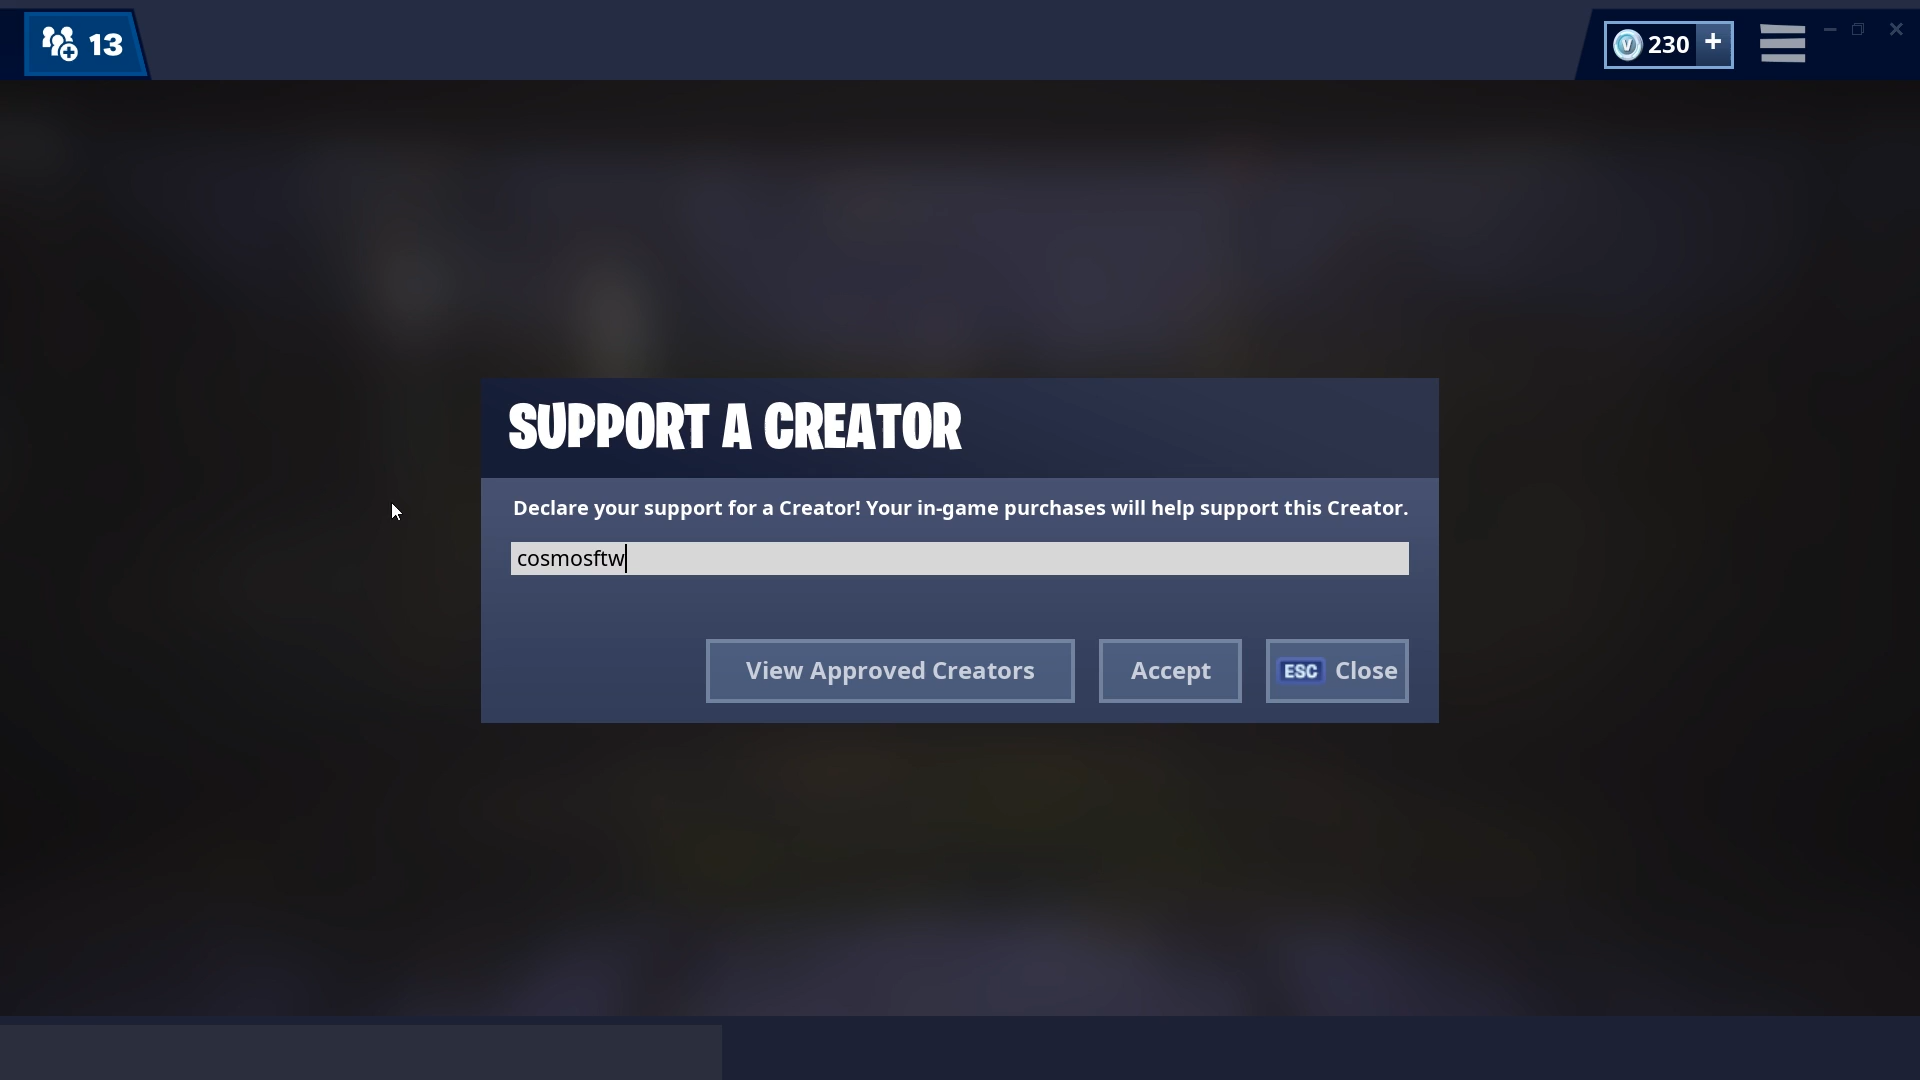 13
230 +
SUPPORT A CREATOR
Declare your support for a Creator! Your in-game purchases will help support this Creator.
cosmosftw
View Approved Creators
Accept
ESC Close